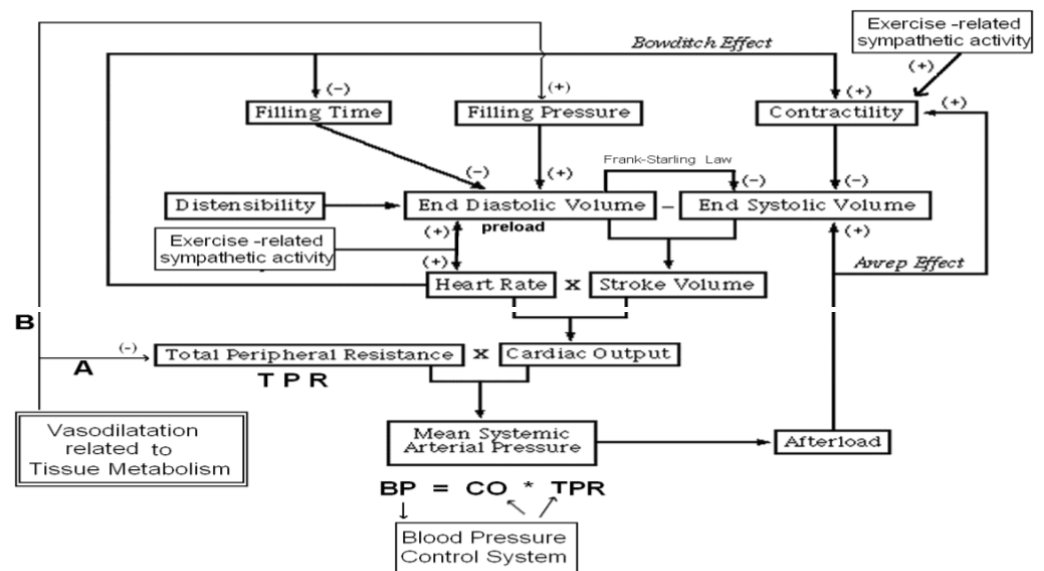 Exercise -related
sympathetic activity
Bowditch Effect
(+)
(-)
(+)
(+)
(+)
Filling Time
Filling Pressure
Contractility
Frank-Starling Law
(-)
(+)
(-)
(-)
Distensibility
End Diastolic Volume
–
End Systolic Volume
preload
(+)
(+)
Exercise -related
sympathetic activity
(+)
Anrep Effect
Heart Rate
X
Stroke Volume
B
(-)
Total Peripheral Resistance
X
Cardiac Output
A
T P R
Vasodilatation
related to
Tissue Metabolism
Mean Systemic
Arterial Pressure
Afterload
BP = CO * TPR
Blood Pressure
Control System